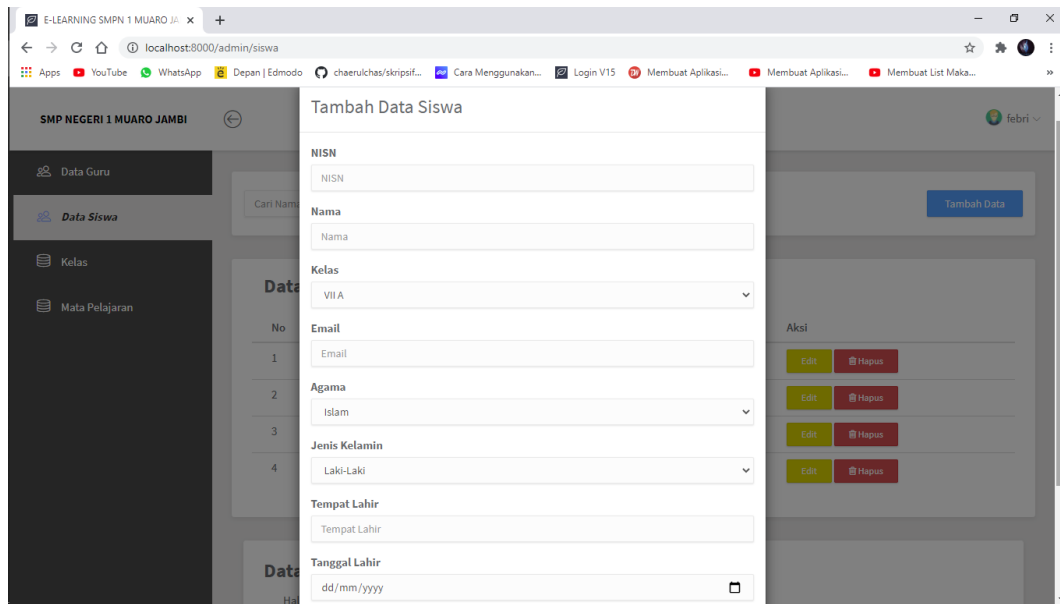 E-LEARNING SMPN 1 MUARO JA
localhost:8000/admin/siswa
Apps YouTube WhatsApp Depan | Edmodo chaerulchas/skripsif... Cara Menggunakan... Login V15 Membuat Aplikasi... Membuat Aplikasi... Membuat List Maka... »
SMP NEGERI 1 MUARO JAMBI
febri
Data Guru
Data Siswa
Kelas
Mata Pelajaran
Cari Nam
Tambah Data
Data
No
Aksi
1 Edit Hapus
2 Edit Hapus
3 Edit Hapus
4 Edit Hapus
Data
Hal
Tambah Data Siswa
NISN
NISN
Nama
Nama
Kelas
VII A
Email
Email
Agama
Islam
Jenis Kelamin
Laki-Laki
Tempat Lahir
Tempat Lahir
Tanggal Lahir
dd/mm/yyyy